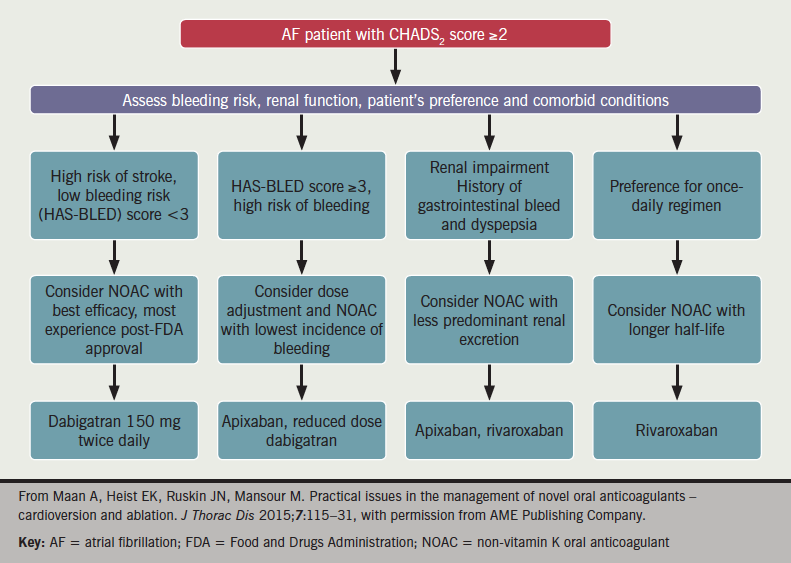 AF patient with CHADS₂ score ≥2
Assess bleeding risk, renal function, patient's preference and comorbid conditions
High risk of stroke,
low bleeding risk
(HAS-BLED) score <3
HAS-BLED score ≥3,
high risk of bleeding
Renal impairment
History of
gastrointestinal bleed
and dyspepsia
Preference for once-
daily regimen
Consider NOAC with
best efficacy, most
experience post-FDA
approval
Consider dose
adjustment and NOAC
with lowest incidence of
bleeding
Consider NOAC with
less predominant renal
excretion
Consider NOAC with
longer half-life
Dabigatran 150 mg
twice daily
Apixaban, reduced dose
dabigatran
Apixaban, rivaroxaban
Rivaroxaban
From Maan A, Heist EK, Ruskin JN, Mansour M. Practical issues in the management of novel oral anticoagulants –
cardioversion and ablation. J Thorac Dis 2015;7:115–31, with permission from AME Publishing Company.
Key: AF = atrial fibrillation; FDA = Food and Drugs Administration; NOAC = non-vitamin K oral anticoagulant